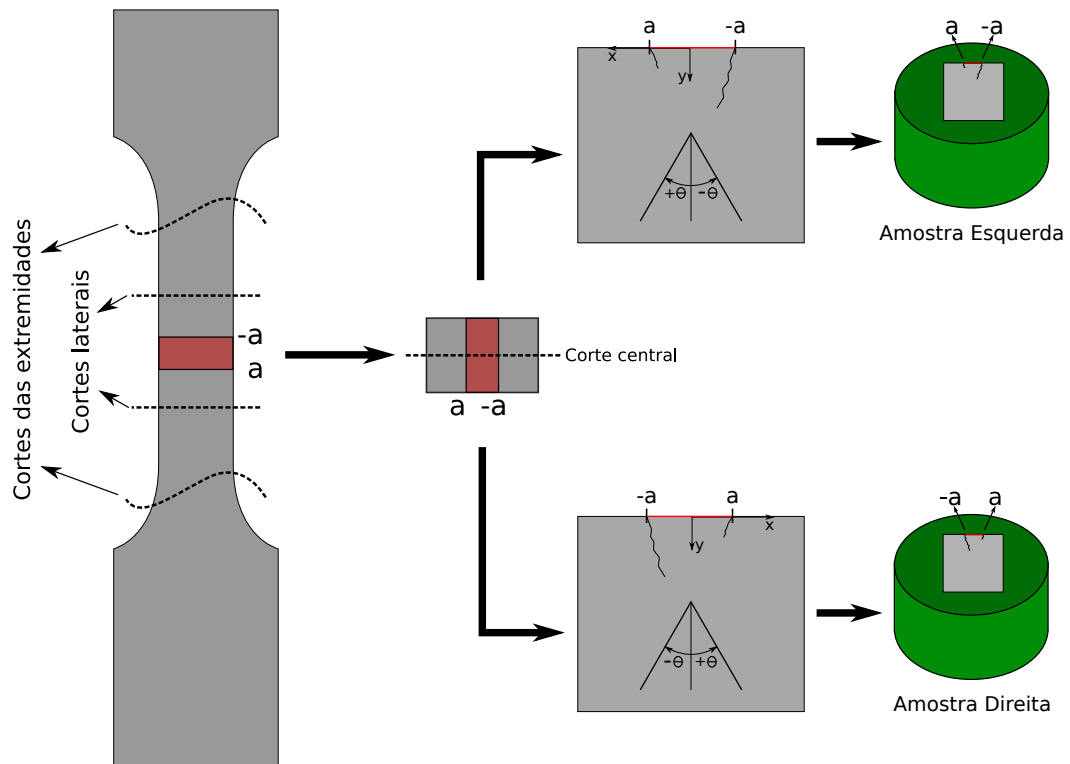 Cortes das extremidades
Cortes laterais
-a
a
a -a
Corte central
a -a
x
y
+Θ -Θ
a -a
Amostra Esquerda
-a a
x
y
-Θ +Θ
-a a
Amostra Direita